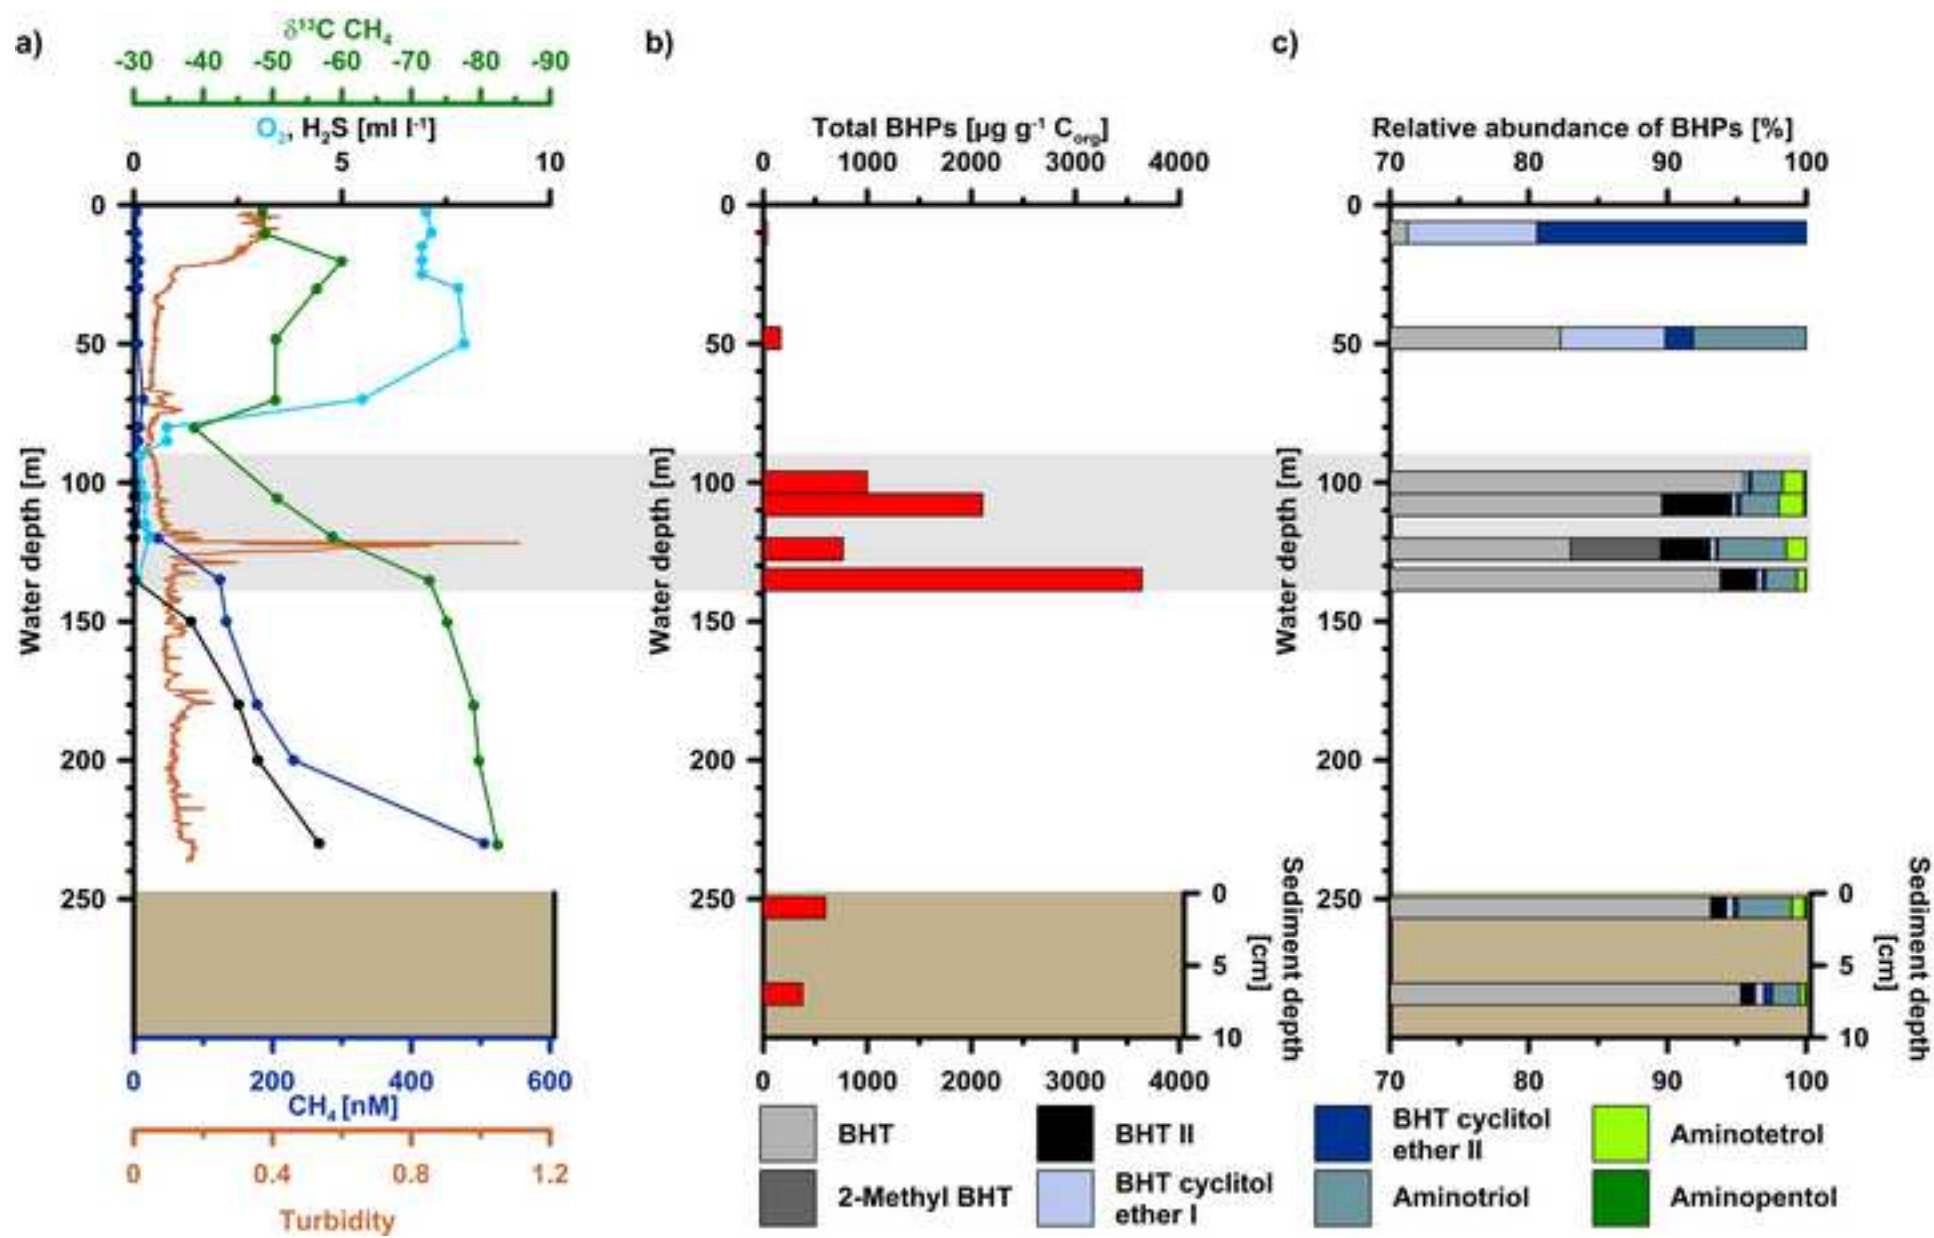 a)
δ¹³C CH₄
-30 -40 -50 -60 -70 -80 -90
O₂, H₂S [ml l⁻¹]
0 5 10
0
50
100
150
200
250
Water depth [m]
0 200 400 600
CH₄ [nM]
0 0.4 0.8 1.2
Turbidity
b)
Total BHPs [µg g⁻¹ Corg]
0 1000 2000 3000 4000
0
50
100
150
200
250
Water depth [m]
0
5
10
Sediment depth
[cm]
0 1000 2000 3000 4000
c)
Relative abundance of BHPs [%]
70 80 90 100
0
50
100
150
200
250
Water depth [m]
0
5
10
Sediment depth
[cm]
70 80 90 100
BHT
2-Methyl BHT
BHT II
BHT cyclitol
ether I
BHT cyclitol
ether II
Aminotriol
Aminotetrol
Aminopentol